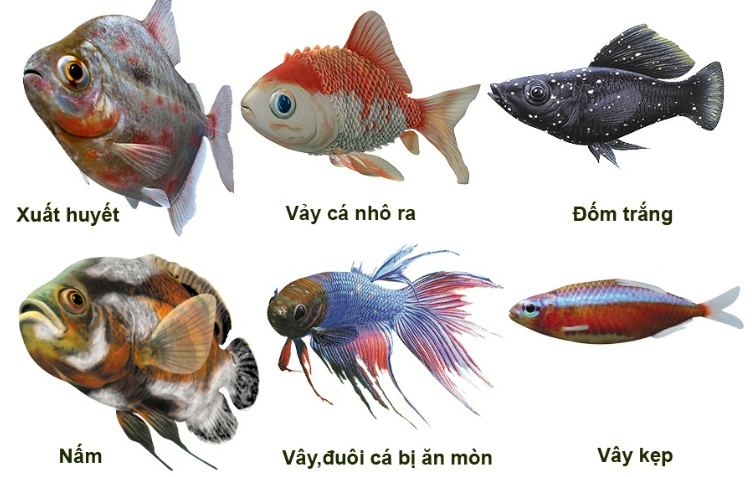 Xuất huyết
Vảy cá nhô ra
Đốm trắng
Nấm
Vây,đuôi cá bị ăn mòn
Vây kẹp